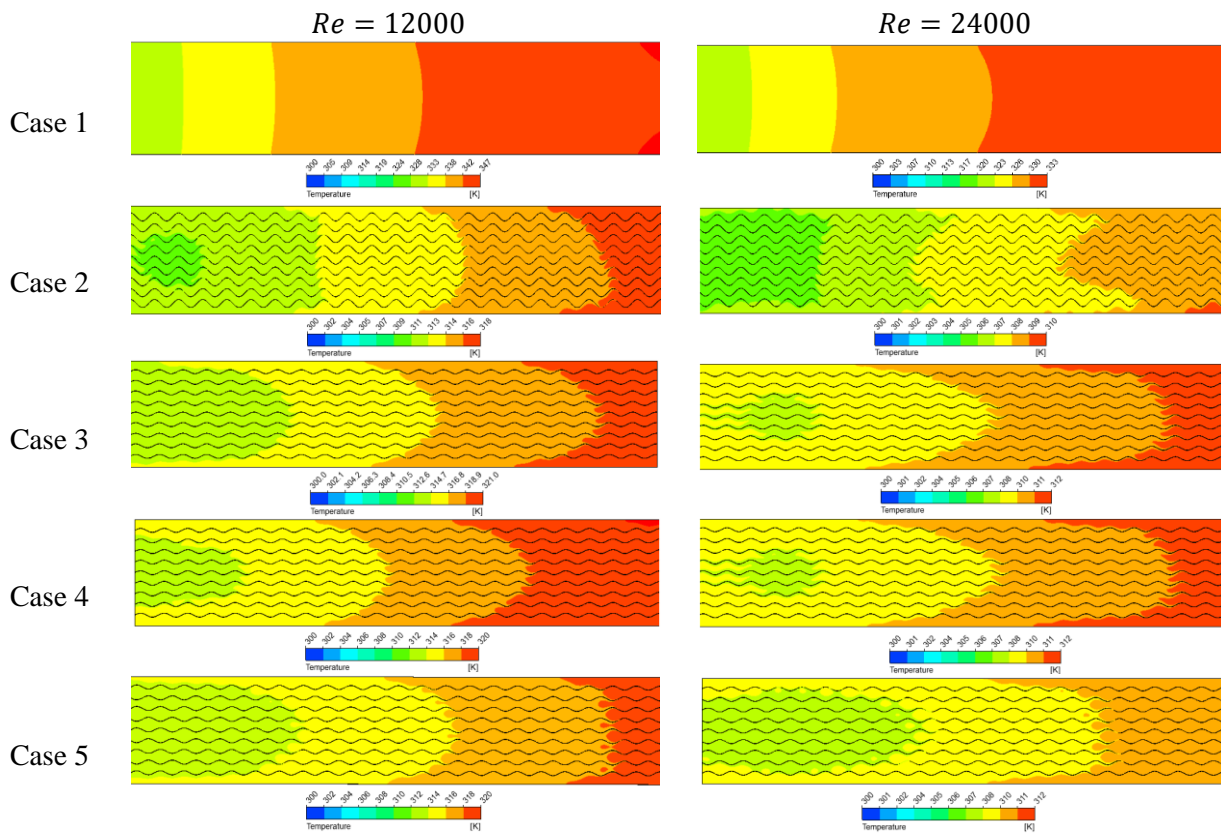 Re = 12000 Re = 24000
Case 1
300 305 309 314 319 324 328 333 338 342 347
Temperature [K]
300 303 307 310 313 317 320 323 326 330 333
Temperature [K]
Case 2
300 302 304 305 307 309 311 313 314 316 318
Temperature [K]
300 301 302 303 304 305 306 307 308 309 310
Temperature [K]
Case 3
300.0 302.1 304.2 306.3 308.4 310.5 312.6 314.7 316.8 318.9 321.0
Temperature [K]
300 301 302 304 305 306 307 308 310 311 312
Temperature [K]
Case 4
300 302 304 306 308 310 312 314 316 318 320
Temperature [K]
300 301 302 304 305 306 307 308 310 311 312
Temperature [K]
Case 5
300 302 304 306 308 310 312 314 316 318 320
Temperature [K]
300 301 302 304 305 306 307 308 310 311 312
Temperature [K]